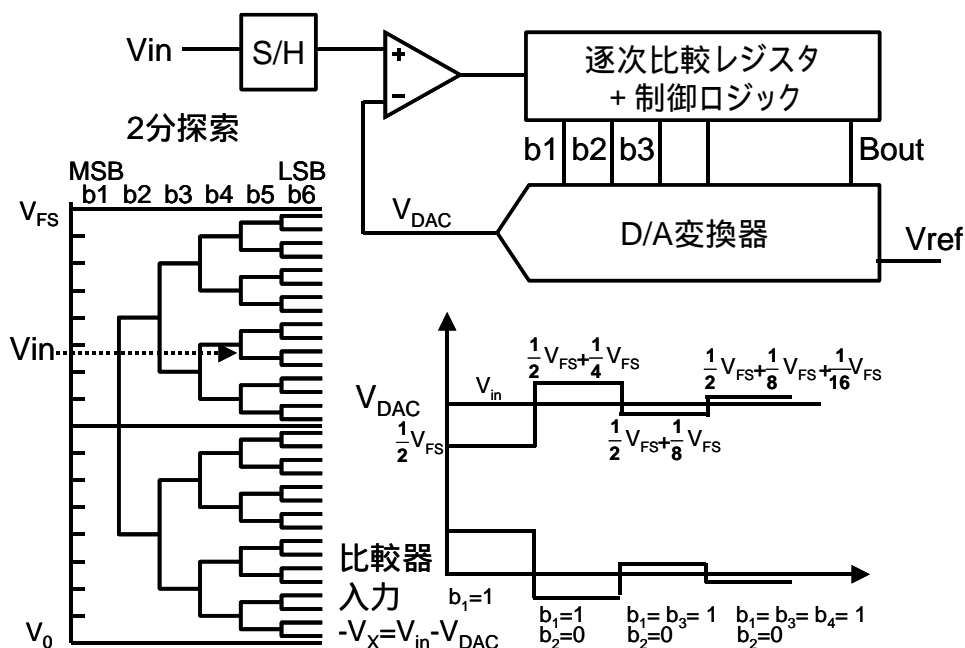 Vin
S/H
+
−
逐次比較レジスタ
+ 制御ロジック
b1 b2 b3 Bout
D/A変換器
V_DAC
Vref
2分探索
MSB LSB
b1 b2 b3 b4 b5 b6
V_FS
Vin
V_0
V_DAC
V_in
1/2 V_FS
1/2 V_FS+1/4 V_FS
1/2 V_FS+1/8 V_FS
1/2 V_FS+1/8 V_FS+1/16 V_FS
比較器
入力
-V_X=V_in-V_DAC
b_1=1
b_1=1
b_2=0
b_1= b_3= 1
b_2=0
b_1= b_3= b_4= 1
b_2=0